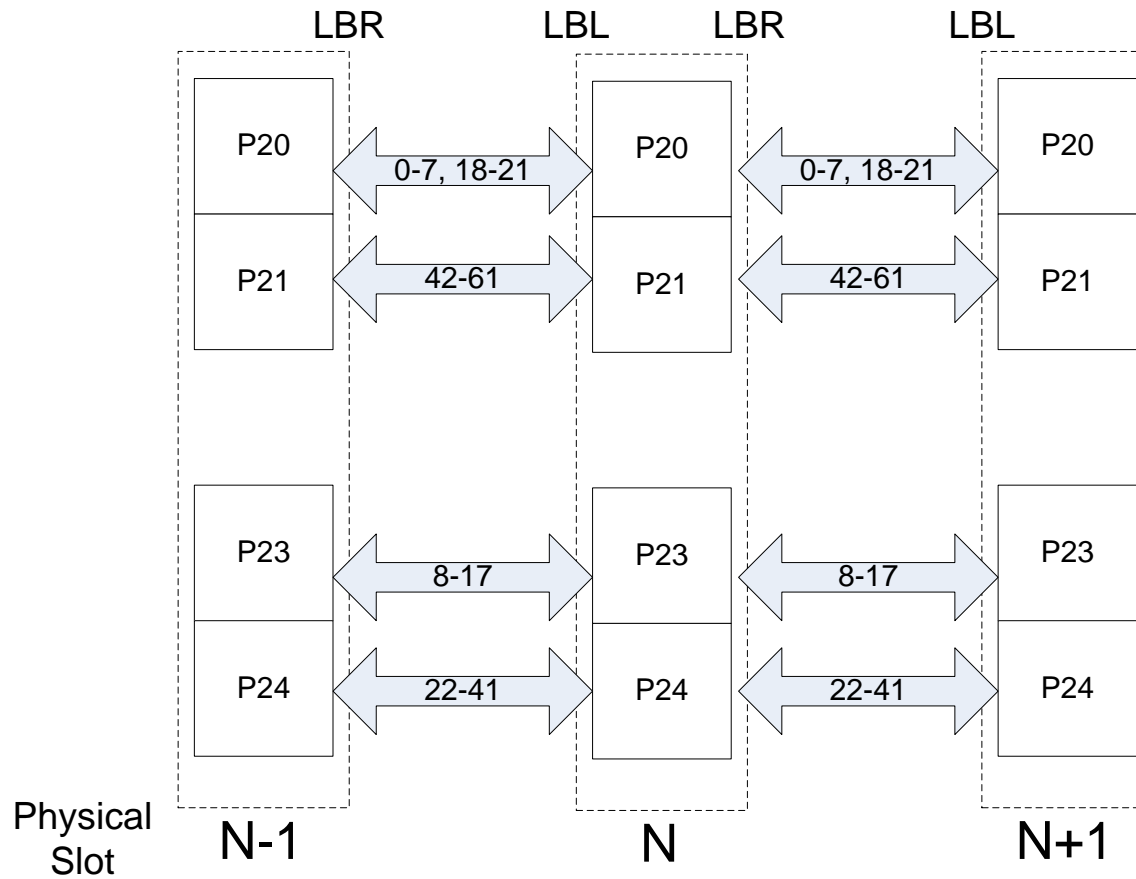 LBR LBL LBR LBL
P20 0-7, 18-21 P20 0-7, 18-21 P20
P21 42-61 P21 42-61 P21
P23 8-17 P23 8-17 P23
P24 22-41 P24 22-41 P24
Physical
Slot
N-1 N N+1